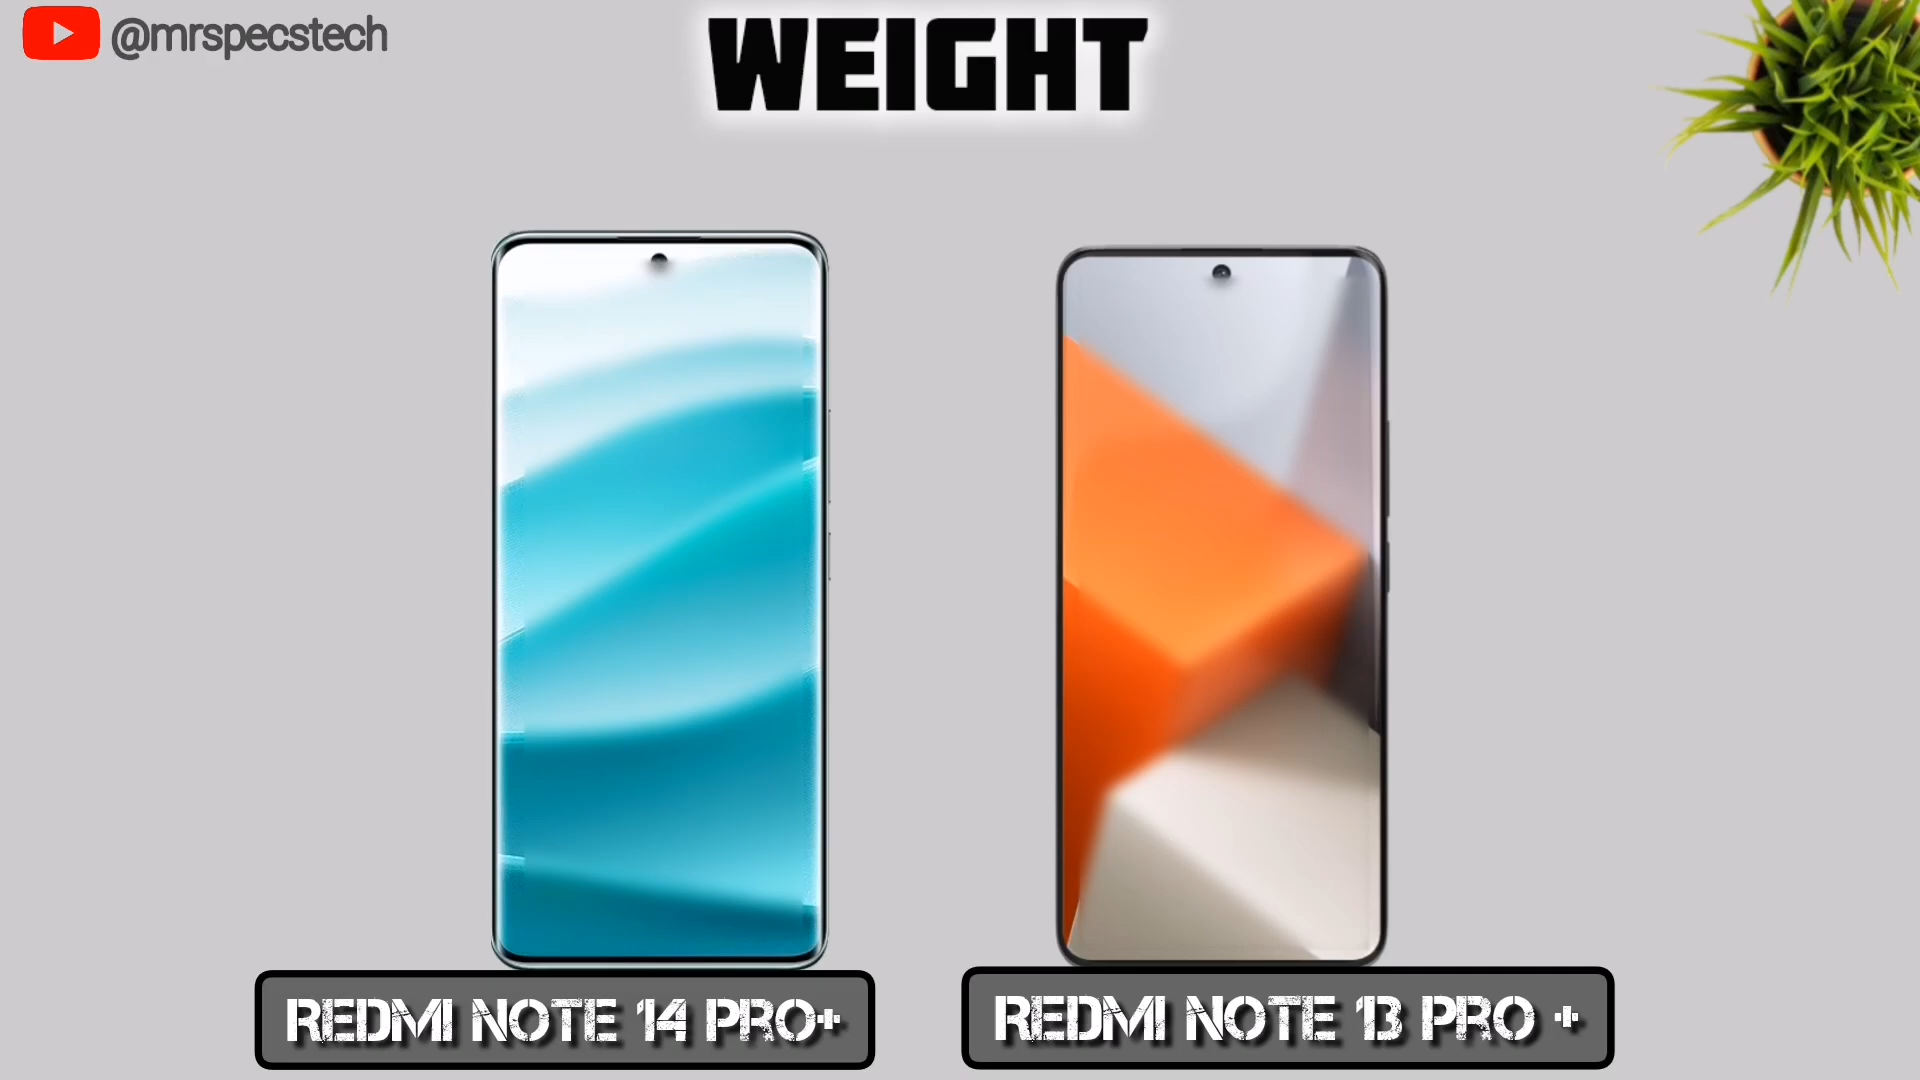 @mrspecstech
WEIGHT
REDMI NOTE 14 PRO+
REDMI NOTE 13 PRO +